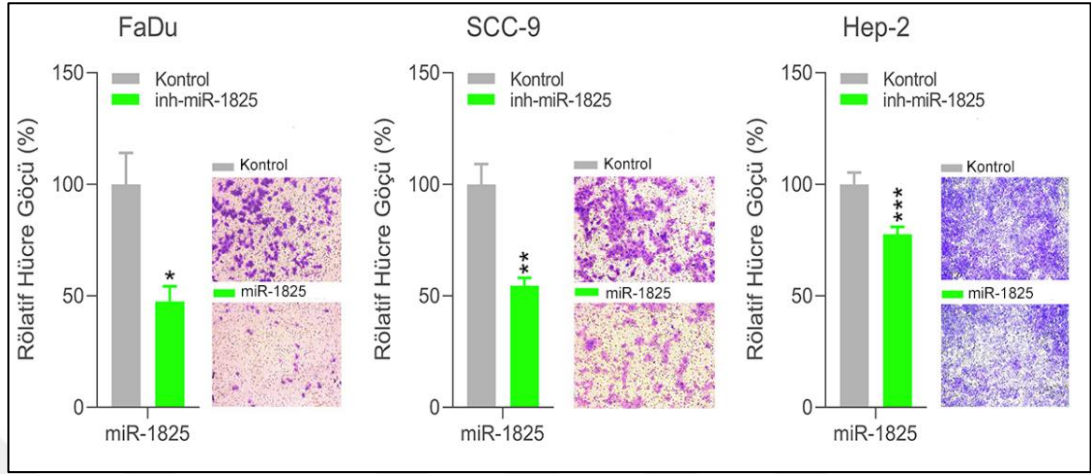 FaDu
Rölatif Hücre Göçü (%)
150
100
50
0
Kontrol
inh-miR-1825
*
miR-1825
Kontrol
miR-1825
SCC-9
Rölatif Hücre Göçü (%)
150
100
50
0
Kontrol
inh-miR-1825
**
miR-1825
Kontrol
miR-1825
Hep-2
Rölatif Hücre Göçü (%)
150
100
50
0
Kontrol
inh-miR-1825
***
miR-1825
Kontrol
miR-1825